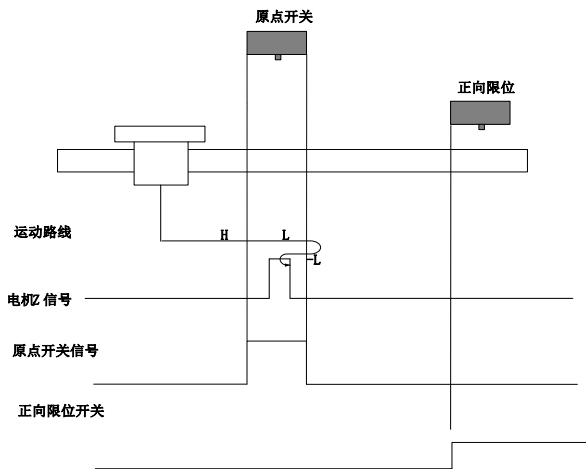 原点开关
正向限位
运动路线
H
L
-L
电机Z信号
原点开关信号
正向限位开关